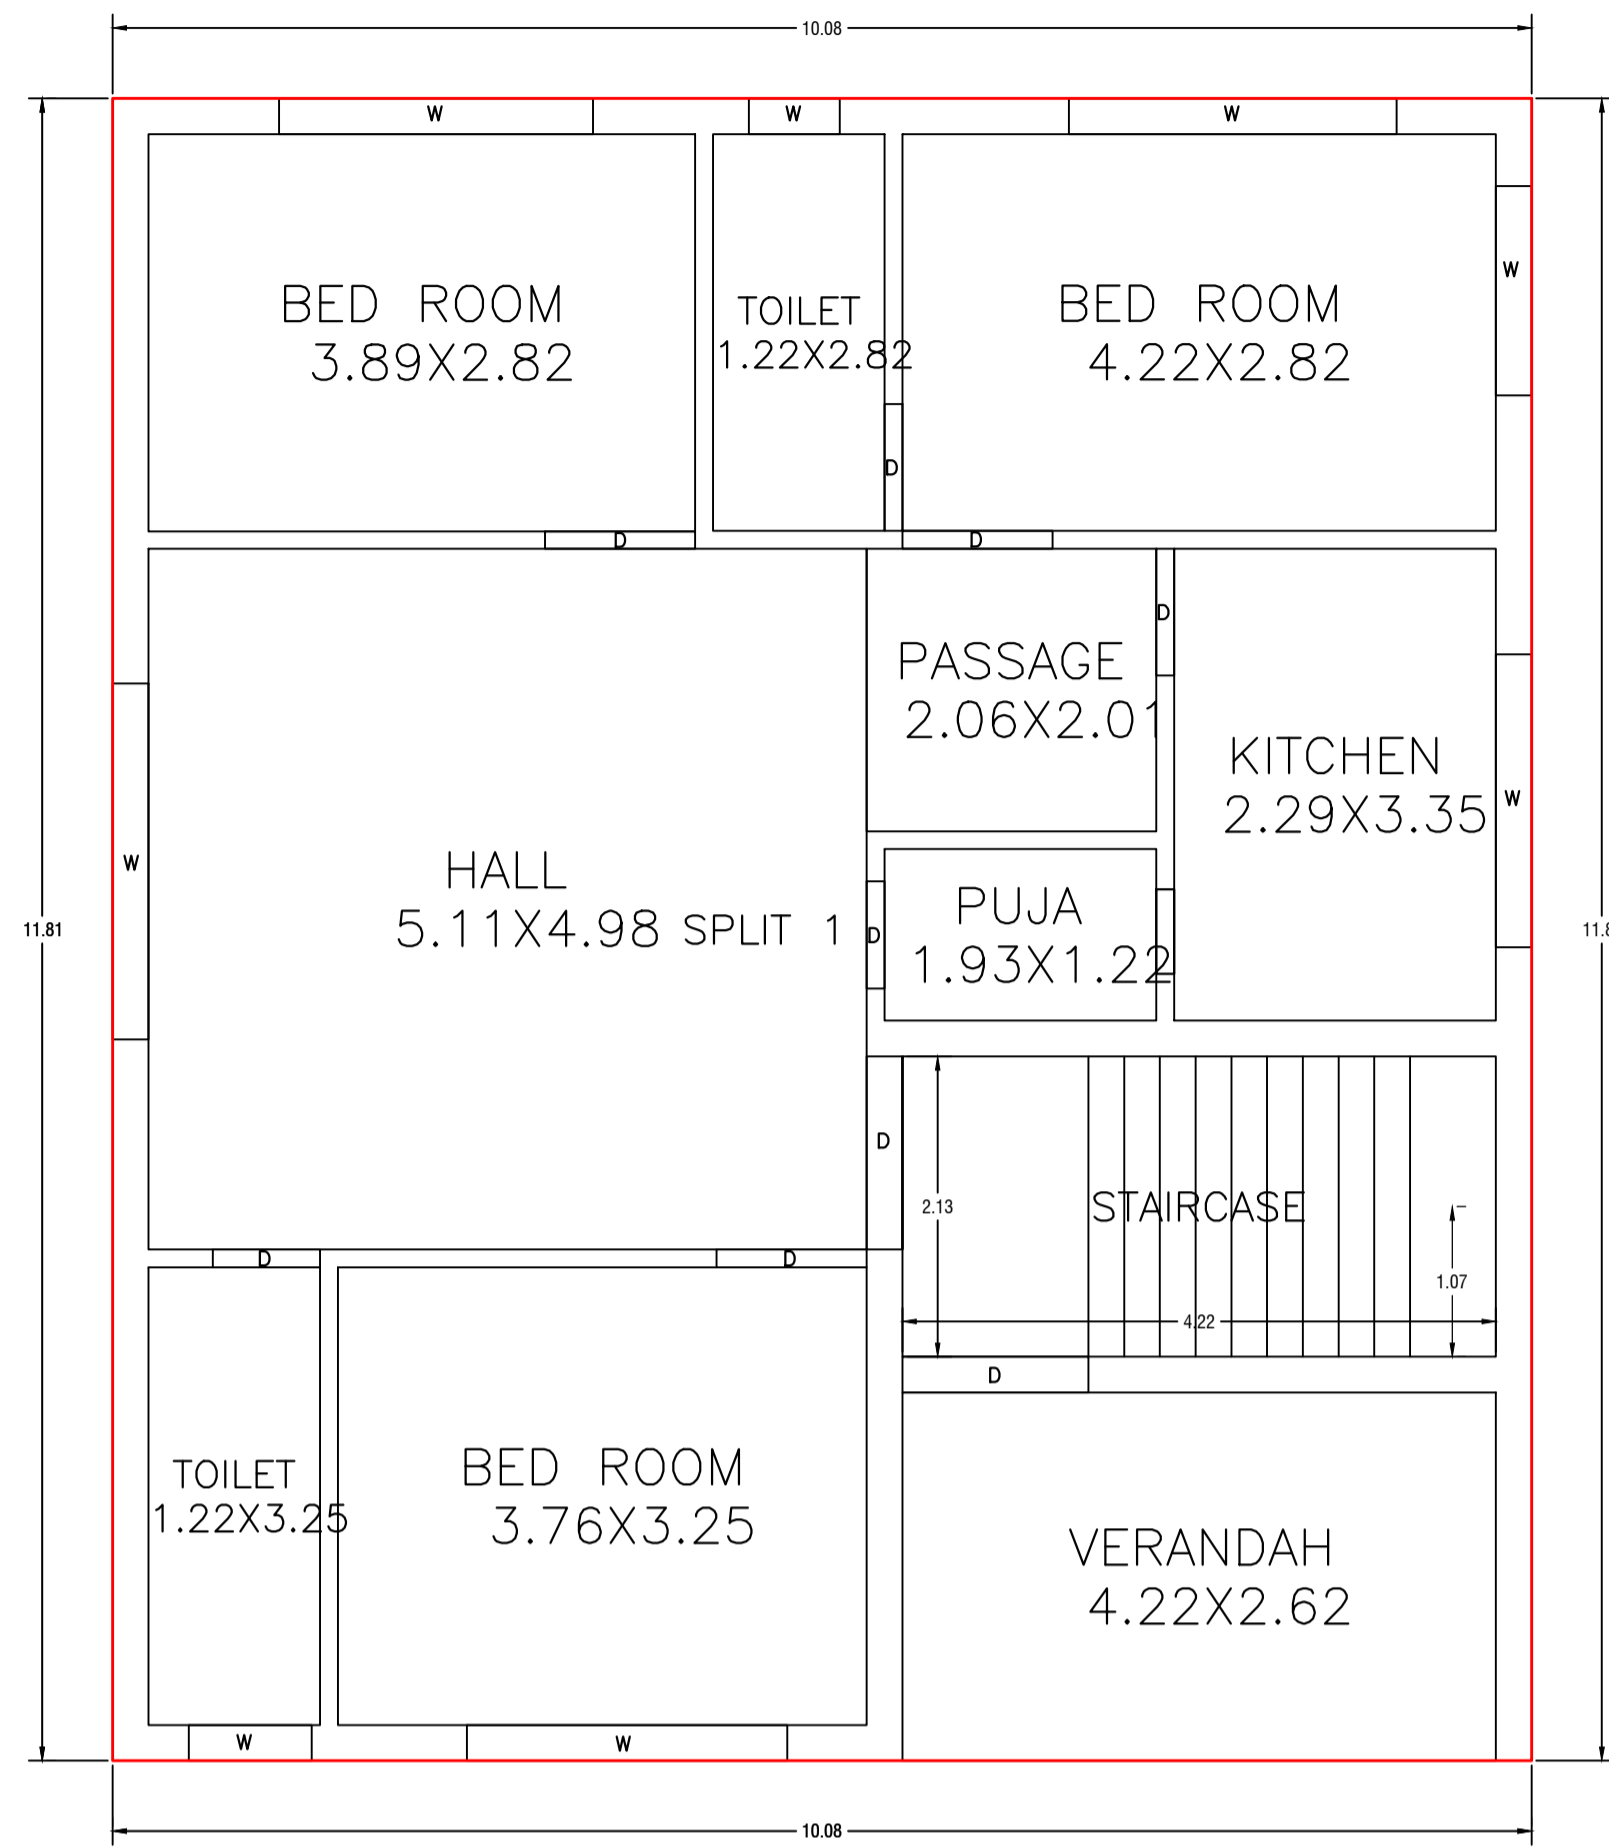 10.08
W
W
W
W
BED ROOM
3.89X2.82
TOILET
1.22X2.82
BED ROOM
4.22X2.82
D
D
D
D
PASSAGE
2.06X2.01
KITCHEN
2.29X3.35
W
W
HALL
5.11X4.98 SPLIT 1
D
PUJA
1.93X1.22
11.81
11.8
D
2.13
STAIRCASE
1.07
4.22
D
D
D
TOILET
1.22X3.25
BED ROOM
3.76X3.25
VERANDAH
4.22X2.62
W
W
10.08